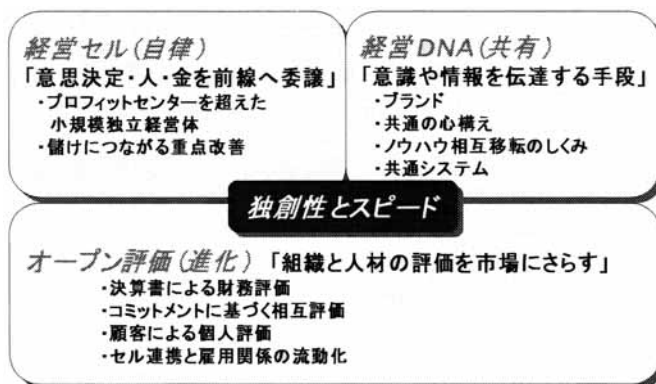 経営セル(自律)
「意思決定・人・金を前線へ委譲」
・プロフィットセンターを超えた
小規模独立経営体
・儲けにつながる重点改善
経営DNA(共有)
「意識や情報を伝達する手段」
・ブランド
・共通の心構え
・ノウハウ相互移転のしくみ
・共通システム
独創性とスピード
オープン評価(進化) 「組織と人材の評価を市場にさらす」
・決算書による財務評価
・コミットメントに基づく相互評価
・顧客による個人評価
・セル連携と雇用関係の流動化